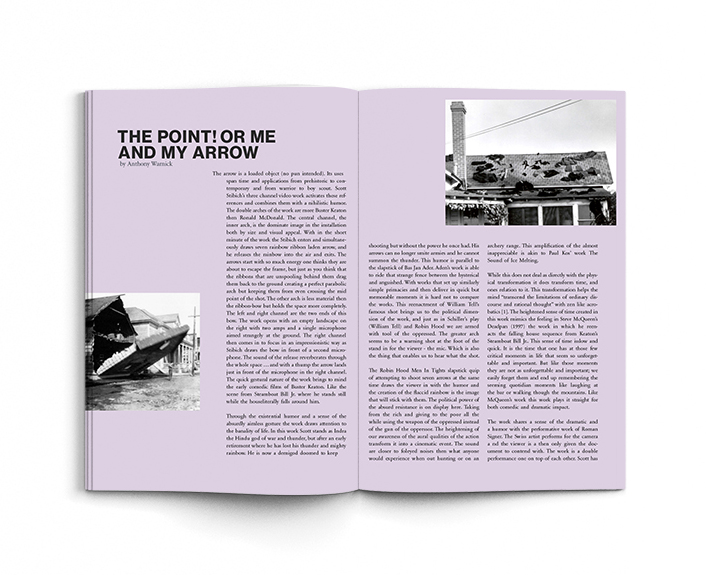 THE POINT! OR ME
AND MY ARROW
by Anthony Warnick
The arrow is a loaded object (no pun intended). Its uses
span time and applications from prehistoric to con-
temporary and from warrior to boy scout. Scott
Stibich's three channel video work activates those ref-
erences and combines them with a nihilistic humor.
The double arches of the work are more Buster Keaton
then Ronald McDonald. The central channel, the
inner arch, is the dominate image in the installation
both by size and visual appeal. With in the short
minute of the work Stibich enters and simultane-
ously draws seven rainbow ribbon laden arrow, and
he releases the rainbow into the air and exits. The
arrows start with so much energy one thinks they are
about to escape the frame, but just as you think that
the ribbons that are unspooling behind them drag
them back to the ground creating a perfect parabolic
arch but keeping them from even crossing the mid
point of the shot. The other arch is less material then
the ribbon-bow but holds the space more completely.
The left and right channel are the two ends of this
bow. The work opens with an empty landscape on
the right with two amps and a single microphone
aimed strongly at the ground. The right channel
then comes in to focus in an impressionistic way as
Stibich draws the bow in front of a second micro-
phone. The sound of the release reverberates through
the whole space ... and with a thump the arrow lands
just in front of the microphone in the right channel.
The quick gestural nature of the work brings to mind
the early comedic films of Buster Keaton. Like the
scene from Steamboat Bill Jr. where he stands still
while the house literally falls around him.
Through the existential humor and a sense of the
absurdly aimless gesture the work draws attention to
the banality of life. In this work Scott stands as Indra
the Hindu god of war and thunder, but after an early
retirement where he has lost his thunder and mighty
rainbow. He is now a demigod doomed to keep
shooting but without the power he once had. His
arrows can no longer smite armies and he cannot
summon the thunder. This humor is parallel to
the slapstick of Bas Jan Ader. Aden's work is able
to ride that strange fence between the hysterical
and anguished. With works that set up similarly
simple primacies and then deliver in quick but
memorable moments it is hard not to compare
the works. This reenactment of William Tell's
famous shot brings us to the political dimen-
sion of the work, and just as in Schiller's play
(William Tell) and Robin Hood we are armed
with tool of the oppressed. The greater arch
seems to be a warning shot at the foot of the
stand in for the viewer - the mic. Which is also
the thing that enables us to hear what the shot.
The Robin Hood Men In Tights slapstick quip
of attempting to shoot seven arrows at the same
time draws the viewer in with the humor and
the creation of the flaccid rainbow is the image
that will stick with them. The political power of
the absurd resistance is on display here. Taking
from the rich and giving to the poor all the
while using the weapon of the oppressed instead
of the gun of the oppressor. The heightening of
our awareness of the aural qualities of the action
transform it into a cinematic event. The sound
are closer to foleyed noises then what anyone
would experience when out hunting or on an
archery range. This amplification of the almost
inappreciable is akin to Paul Kos' work The
Sound of Ice Melting.
While this does not deal as directly with the phys-
ical transformation it does transform time, and
ones relation to it. This transformation helps the
mind "transcend the limitations of ordinary dis-
course and rational thought" with zen like acro-
batics [1]. The heightened sense of time created in
this work mimics the feeling in Steve McQueen's
Deadpan (1997) the work in which he reen-
acts the falling house sequence from Keaton's
Steamboat Bill Jr. This sense of time is slow and
quick. It is the time that one has at those few
critical moments in life that seem so unforget-
table and important. But like those moments
they are not as unforgettable and important; we
easily forget them and end up remembering the
seeming quotidian moments like laughing at
the bar or walking though the mountains. Like
McQueen's work this work plays it straight for
both comedic and dramatic impact.
The work shares a sense of the dramatic and
a humor with the performative work of Roman
Signer. The Swiss artist performs for the camera
and the viewer is a then only given the doc-
ument to contend with. The work is a double
performance one on top of each other. Scott has